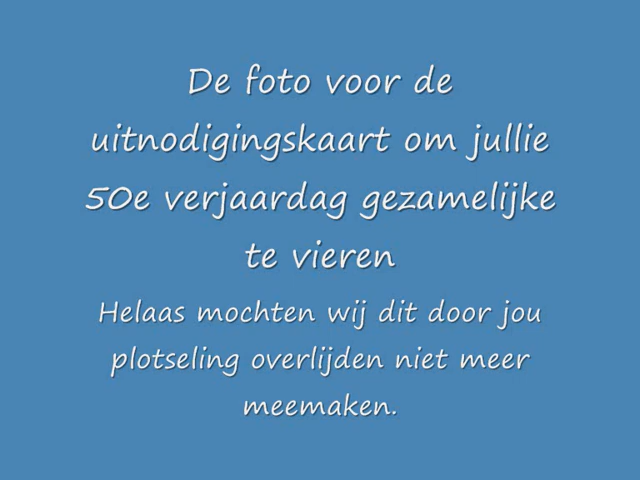 De foto voor de
uitnodigingskaart om jullie
50e verjaardag gezamelijke
te vieren
Helaas mochten wij dit door jou
plotseling overlijden niet meer
meemaken.